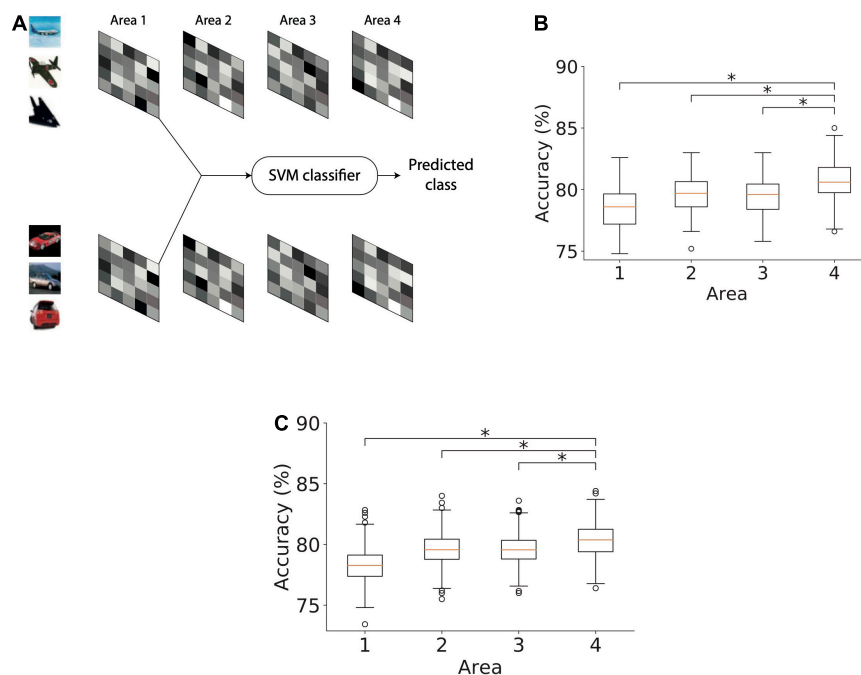 A
Area 1 Area 2 Area 3 Area 4
SVM classifier
Predicted
class
B
90
85
80
75
Accuracy (%)
* * *
1 2 3 4
Area
C
90
85
80
75
Accuracy (%)
* * *
1 2 3 4
Area